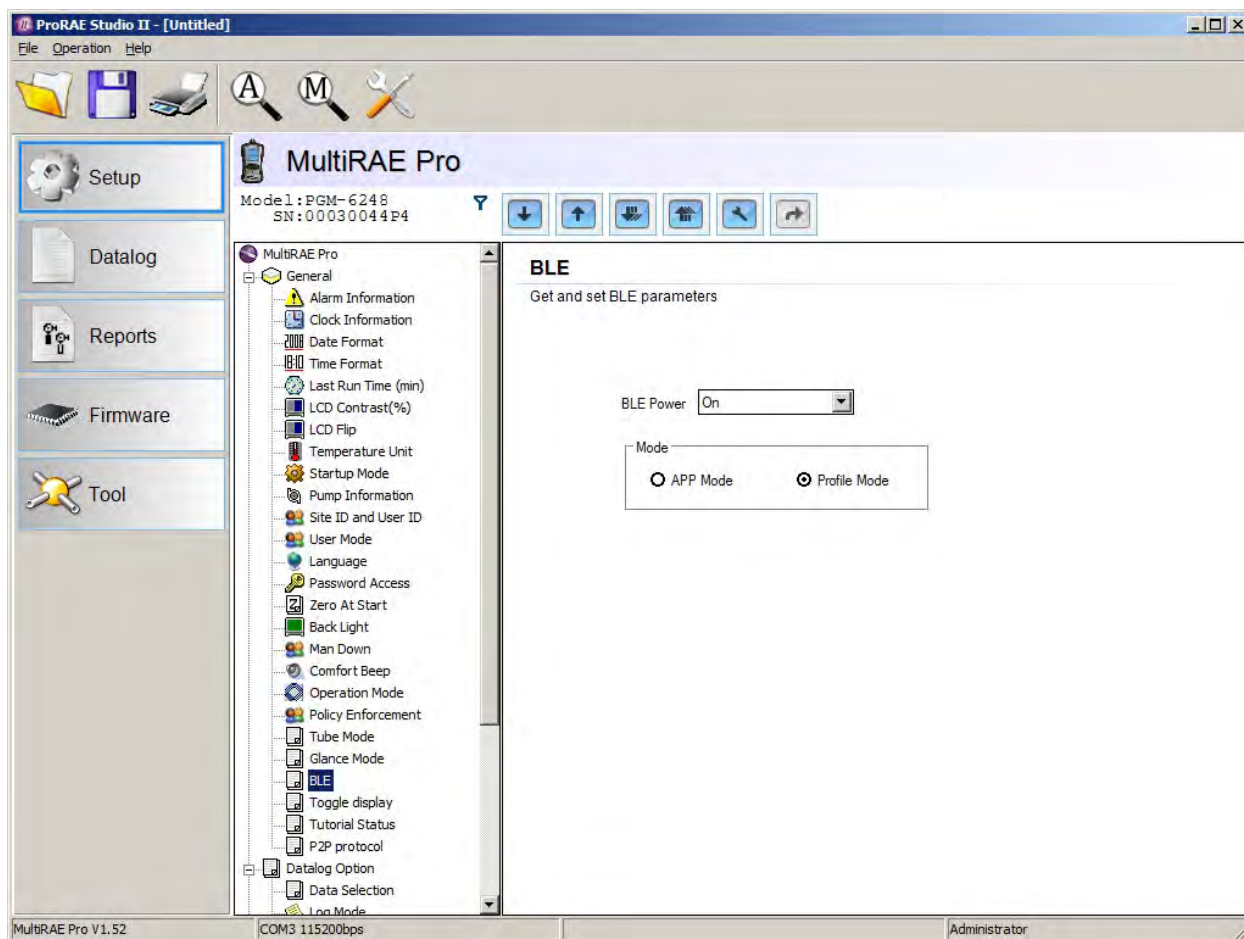 ProRAE Studio II - [Untitled]
File Operation Help
A M
Setup
Datalog
Reports
Firmware
Tool
MultiRAE Pro
Model:PGM-6248
SN:00030044P4
MultiRAE Pro
General
Alarm Information
Clock Information
Date Format
Time Format
Last Run Time (min)
LCD Contrast(%)
LCD Flip
Temperature Unit
Startup Mode
Pump Information
Site ID and User ID
User Mode
Language
Password Access
Zero At Start
Back Light
Man Down
Comfort Beep
Operation Mode
Policy Enforcement
Tube Mode
Glance Mode
BLE
Toggle display
Tutorial Status
P2P protocol
Datalog Option
Data Selection
Log Mode
BLE
Get and set BLE parameters
BLE Power On
Mode
APP Mode Profile Mode
MultiRAE Pro V1.52 COM3 115200bps Administrator